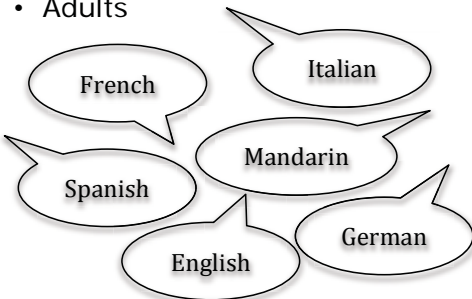 • Adults
Italian
French
Mandarin
Spanish
German
English